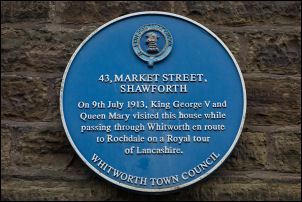 43, MARKET STREET,
SHAWFORTH
On 9th July 1913, King George V and
Queen Mary visited this house while
passing through Whitworth en route
to Rochdale on a Royal tour
of Lancashire.
WHITWORTH TOWN COUNCIL